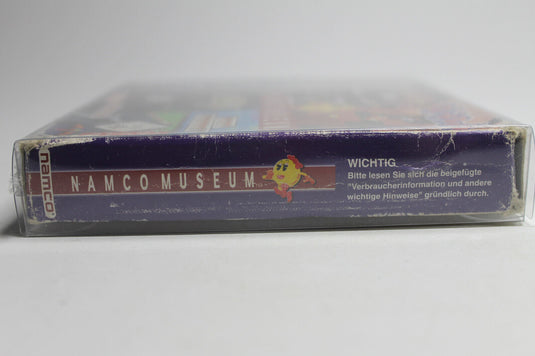 namco
NAMCO MUSEUM
WICHTIG
Bitte lesen Sie sich die beigefügte
"Verbraucherinformation und andere
wichtige Hinweise" gründlich durch.